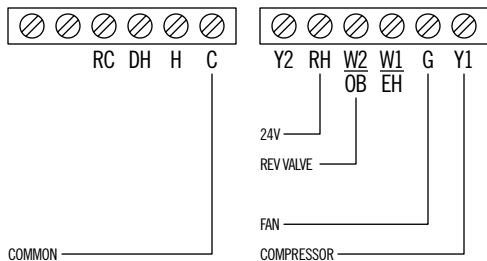 RC DH H C Y2 RH W2 W1 G Y1
OB EH
24V
REV VALVE
FAN
COMMON COMPRESSOR